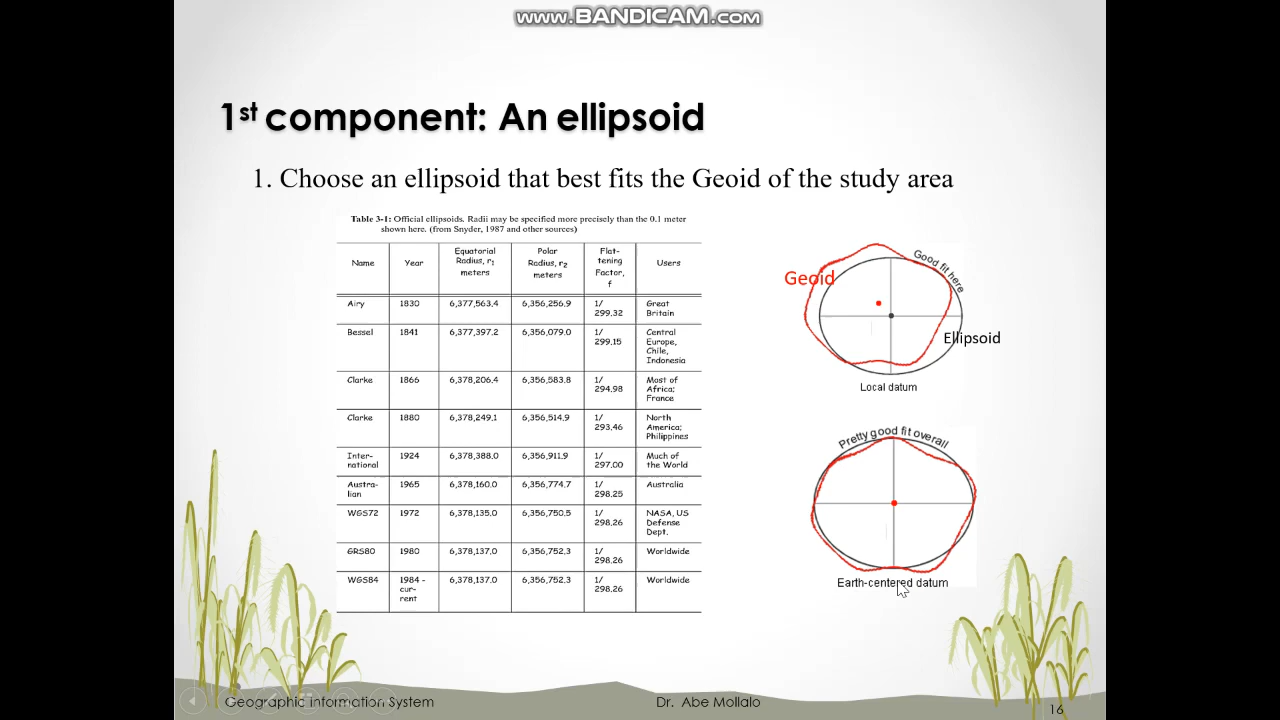 www.BANDICAM.com
1st component: An ellipsoid
1. Choose an ellipsoid that best fits the Geoid of the study area
Table 3-1: Official ellipsoids. Radii may be specified more precisely than the 0.1 meter
shown here. (from Snyder, 1987 and other sources)
Name
Year
Equatorial
Radius, r1
meters
Polar
Radius, r2
meters
Flat-
tening
Factor,
f
Users
Airy
1830
6,377,563.4
6,356,256.9
1/
299.32
Great
Britain
Bessel
1841
6,377,397.2
6,356,079.0
1/
299.15
Central
Europe,
Chile,
Indonesia
Clarke
1866
6,378,206.4
6,356,583.8
1/
294.98
Most of
Africa;
France
Clarke
1880
6,378,249.1
6,356,514.9
1/
293.46
North
America;
Philippines
Inter-
national
1924
6,378,388.0
6,356,911.9
1/
297.00
Much of
the World
Austra-
lian
1965
6,378,160.0
6,356,774.7
1/
298.25
Australia
WGS72
1972
6,378,135.0
6,356,750.5
1/
298.26
NASA, US
Defense
Dept.
GRS80
1980
6,378,137.0
6,356,752.3
1/
298.26
Worldwide
WGS84
1984 -
cur-
rent
6,378,137.0
6,356,752.3
1/
298.26
Worldwide
Good fit here
Geoid
Ellipsoid
Local datum
Pretty good fit overall
Earth-centered datum
Geographic Information System
Dr. Abe Mollalo
16